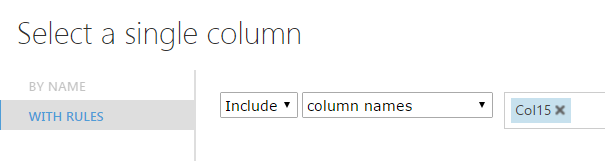 Select a single column
BY NAME
WITH RULES
Include column names Col15